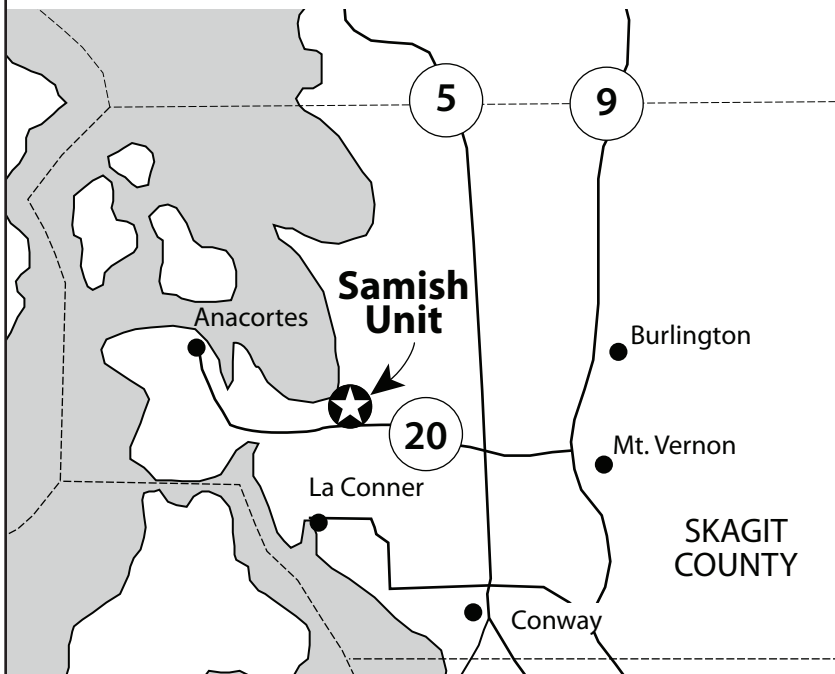 5
9
Samish
Unit
Anacortes
Burlington
20
Mt. Vernon
La Conner
SKAGIT
COUNTY
Conway